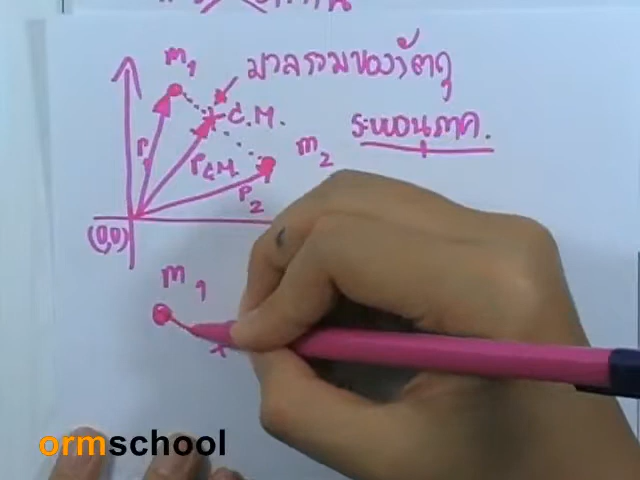 m₁
มวลรวมของวัตถุ
C.M.
ระบบอนุภาค.
m₂
r₁
r C.M.
r₂
(0,0)
m₁
ormschool